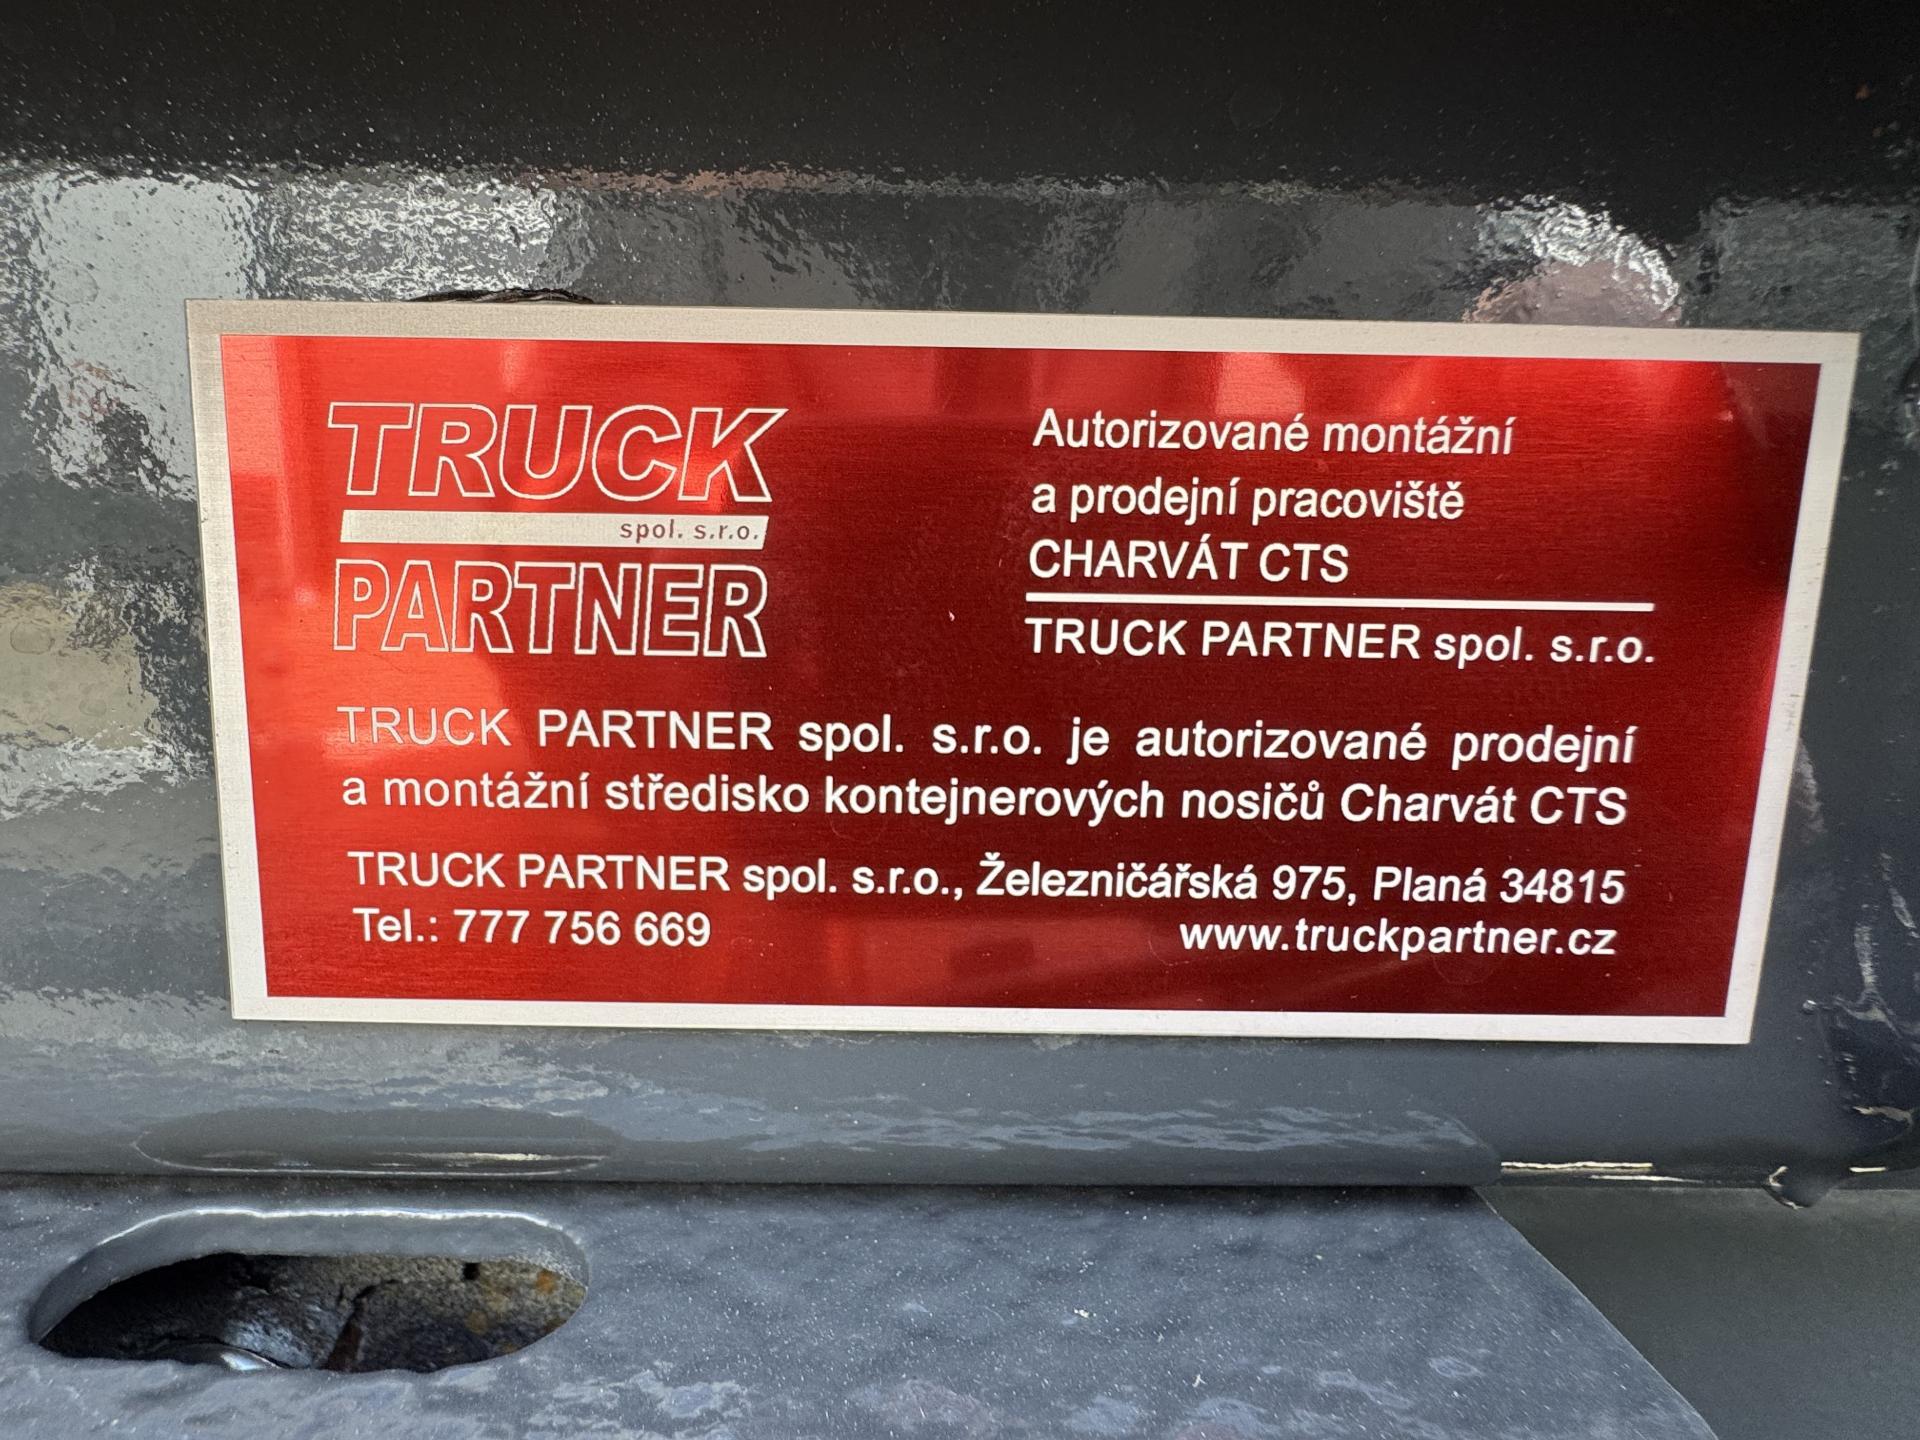 TRUCK
spol. s.r.o.
PARTNER
Autorizované montážní
a prodejní pracoviště
CHARVÁT CTS
TRUCK PARTNER spol. s.r.o.
TRUCK PARTNER spol. s.r.o. je autorizované prodejní
a montážní středisko kontejnerových nosičů Charvát CTS
TRUCK PARTNER spol. s.r.o., Železničářská 975, Planá 34815
Tel.: 777 756 669 www.truckpartner.cz